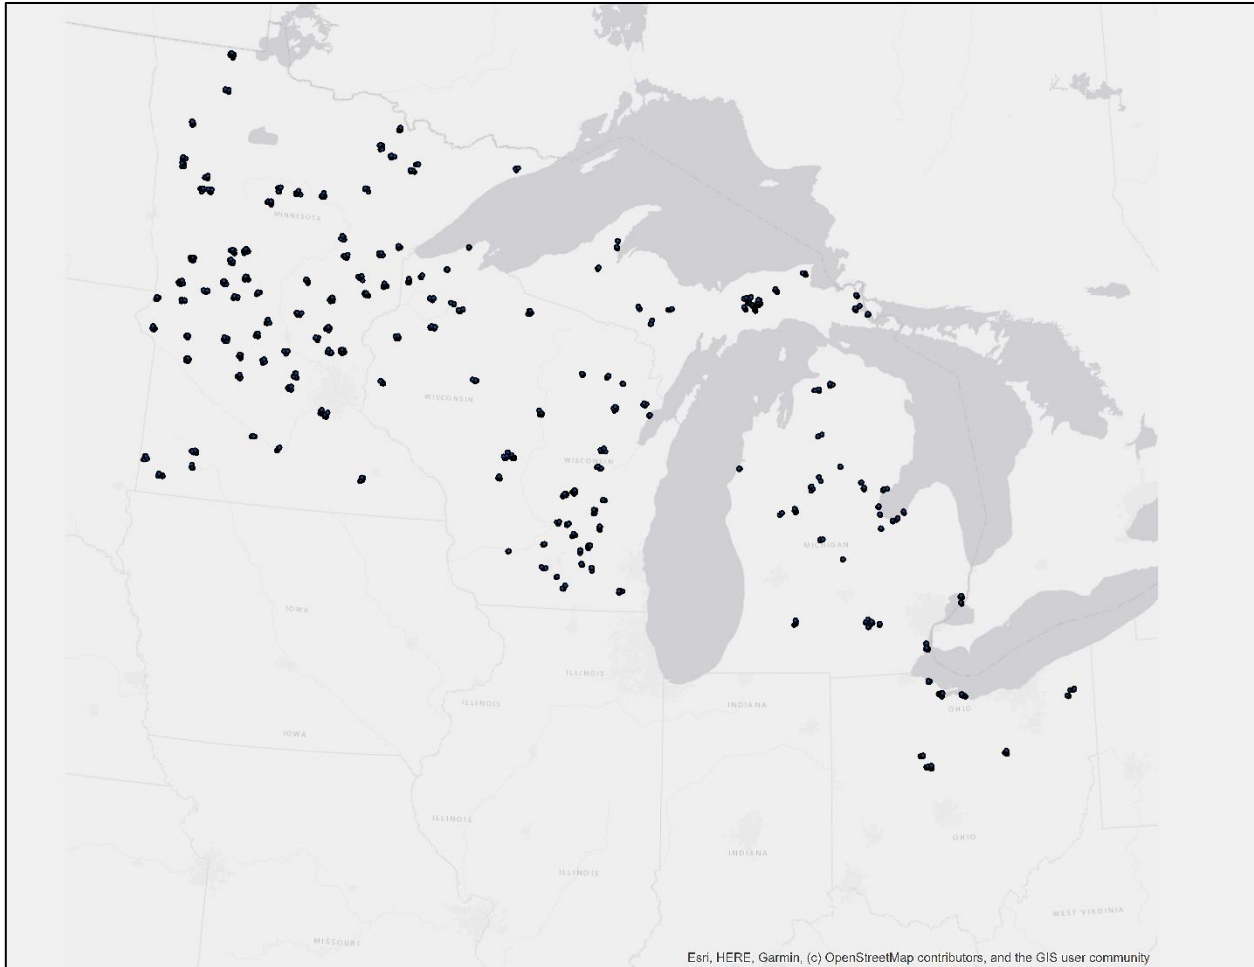 MINNESOTA
WISCONSIN
WISCONSIN
MICHIGAN
IOWA
ILLINOIS
ILLINOIS
INDIANA
OHIO
IOWA
ILLINOIS
OHIO
INDIANA
ILLINOIS
WEST VIRGINIA
MISSOURI
Esri, HERE, Garmin, (c) OpenStreetMap contributors, and the GIS user community